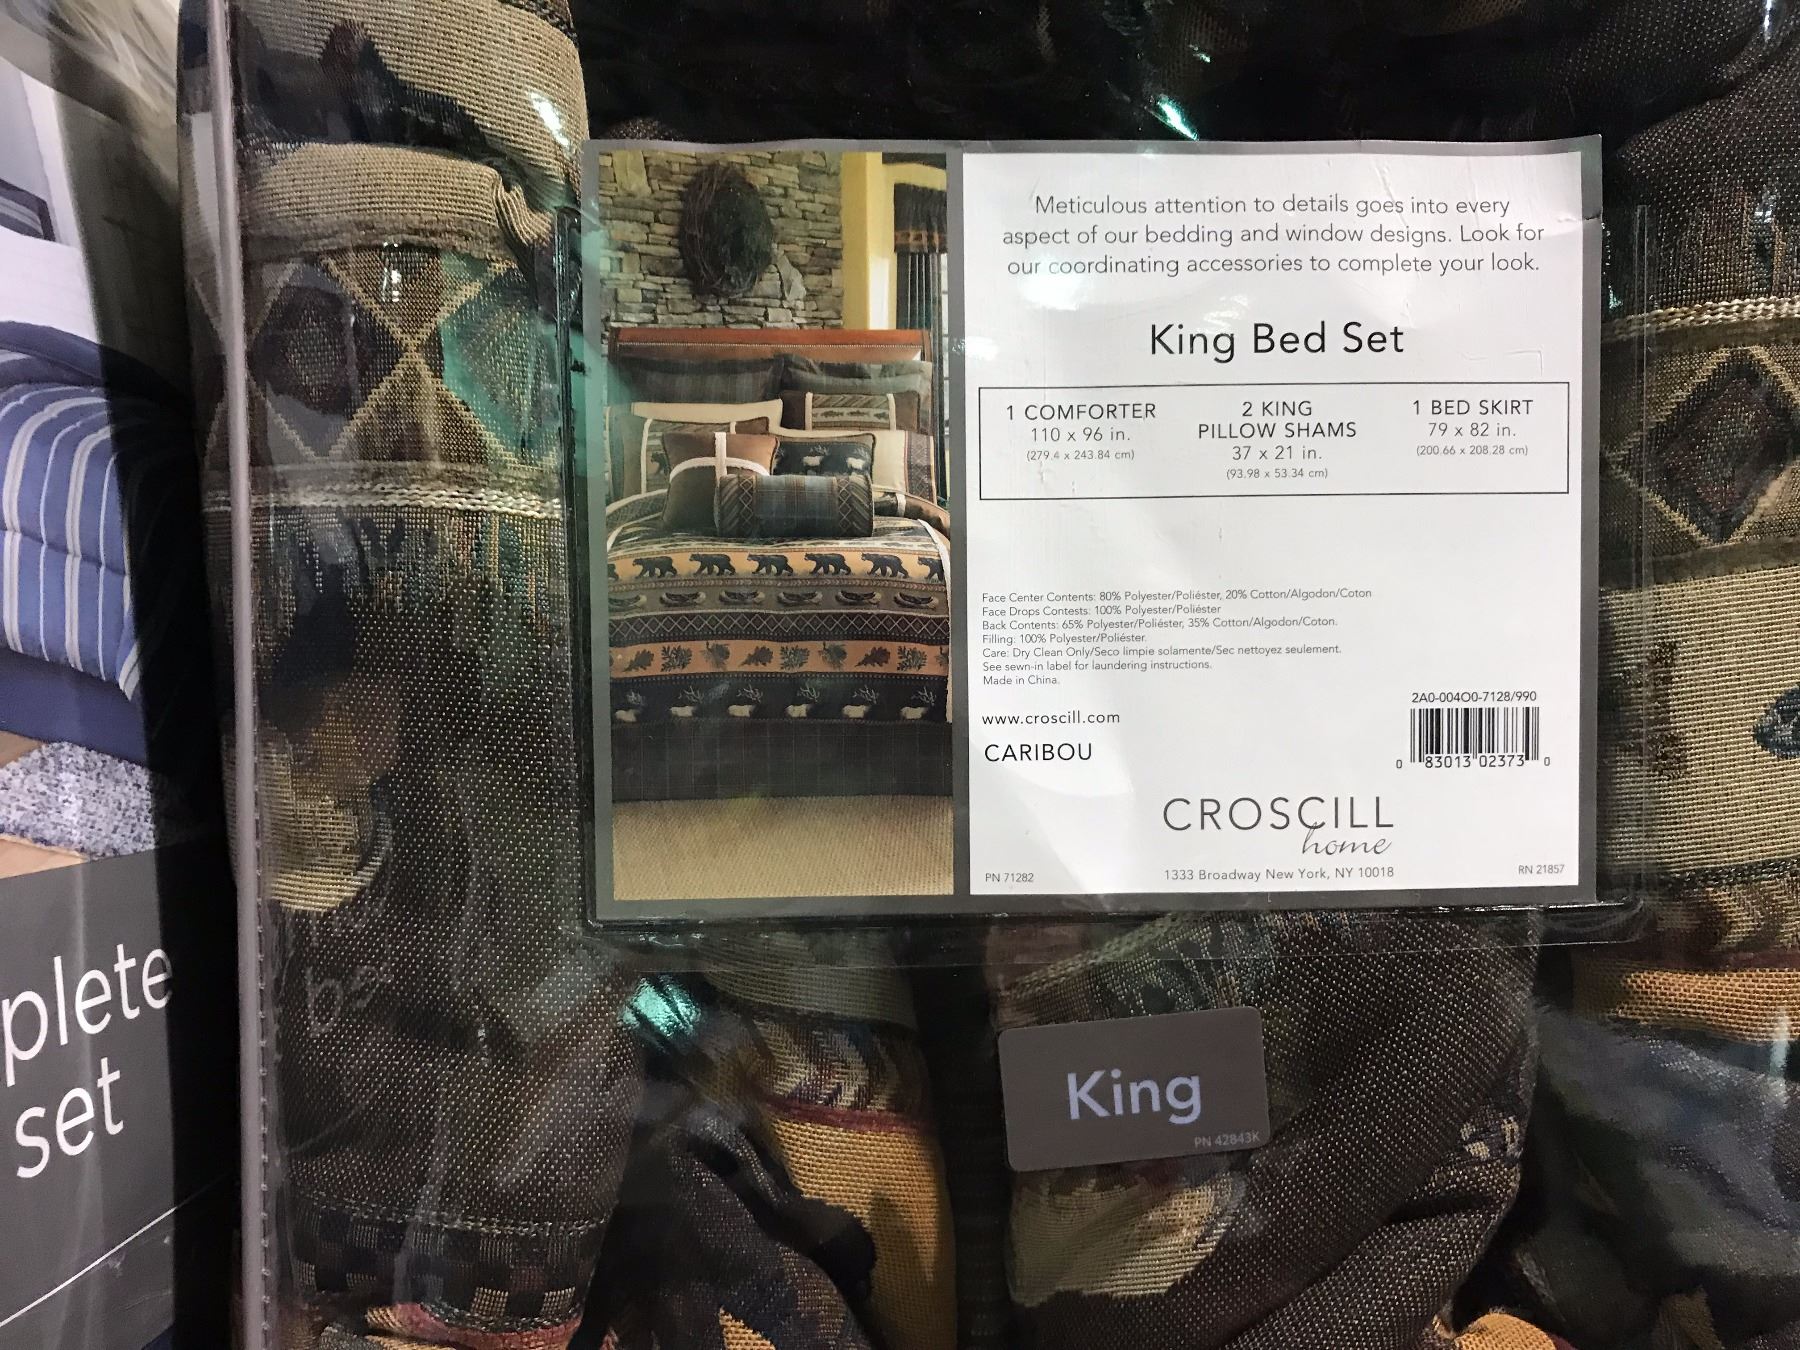 Meticulous attention to details goes into every
aspect of our bedding and window designs. Look for
our coordinating accessories to complete your look.
King Bed Set
1 COMFORTER
110 x 96 in.
(279.4 x 243.84 cm)
2 KING
PILLOW SHAMS
37 x 21 in.
(93.98 x 53.34 cm)
1 BED SKIRT
79 x 82 in.
(200.66 x 208.28 cm)
Face Center Contents: 80% Polyester/Poliéster, 20% Cotton/Algodon/Coton
Face Drops Contests: 100% Polyester/Poliéster
Back Contents: 65% Polyester/Poliéster, 35% Cotton/Algodon/Coton.
Filling: 100% Polyester/Poliéster.
Care: Dry Clean Only/Seco limpie solamente/Sec nettoyez seulement.
See sewn-in label for laundering instructions.
Made in China.
www.croscill.com
CARIBOU
2A0-004O0-7128/990
0 83013 02373 0
CROSCILL
home
PN 71282
1333 Broadway New York, NY 10018
RN 21857
King
PN 42843K
plete
set